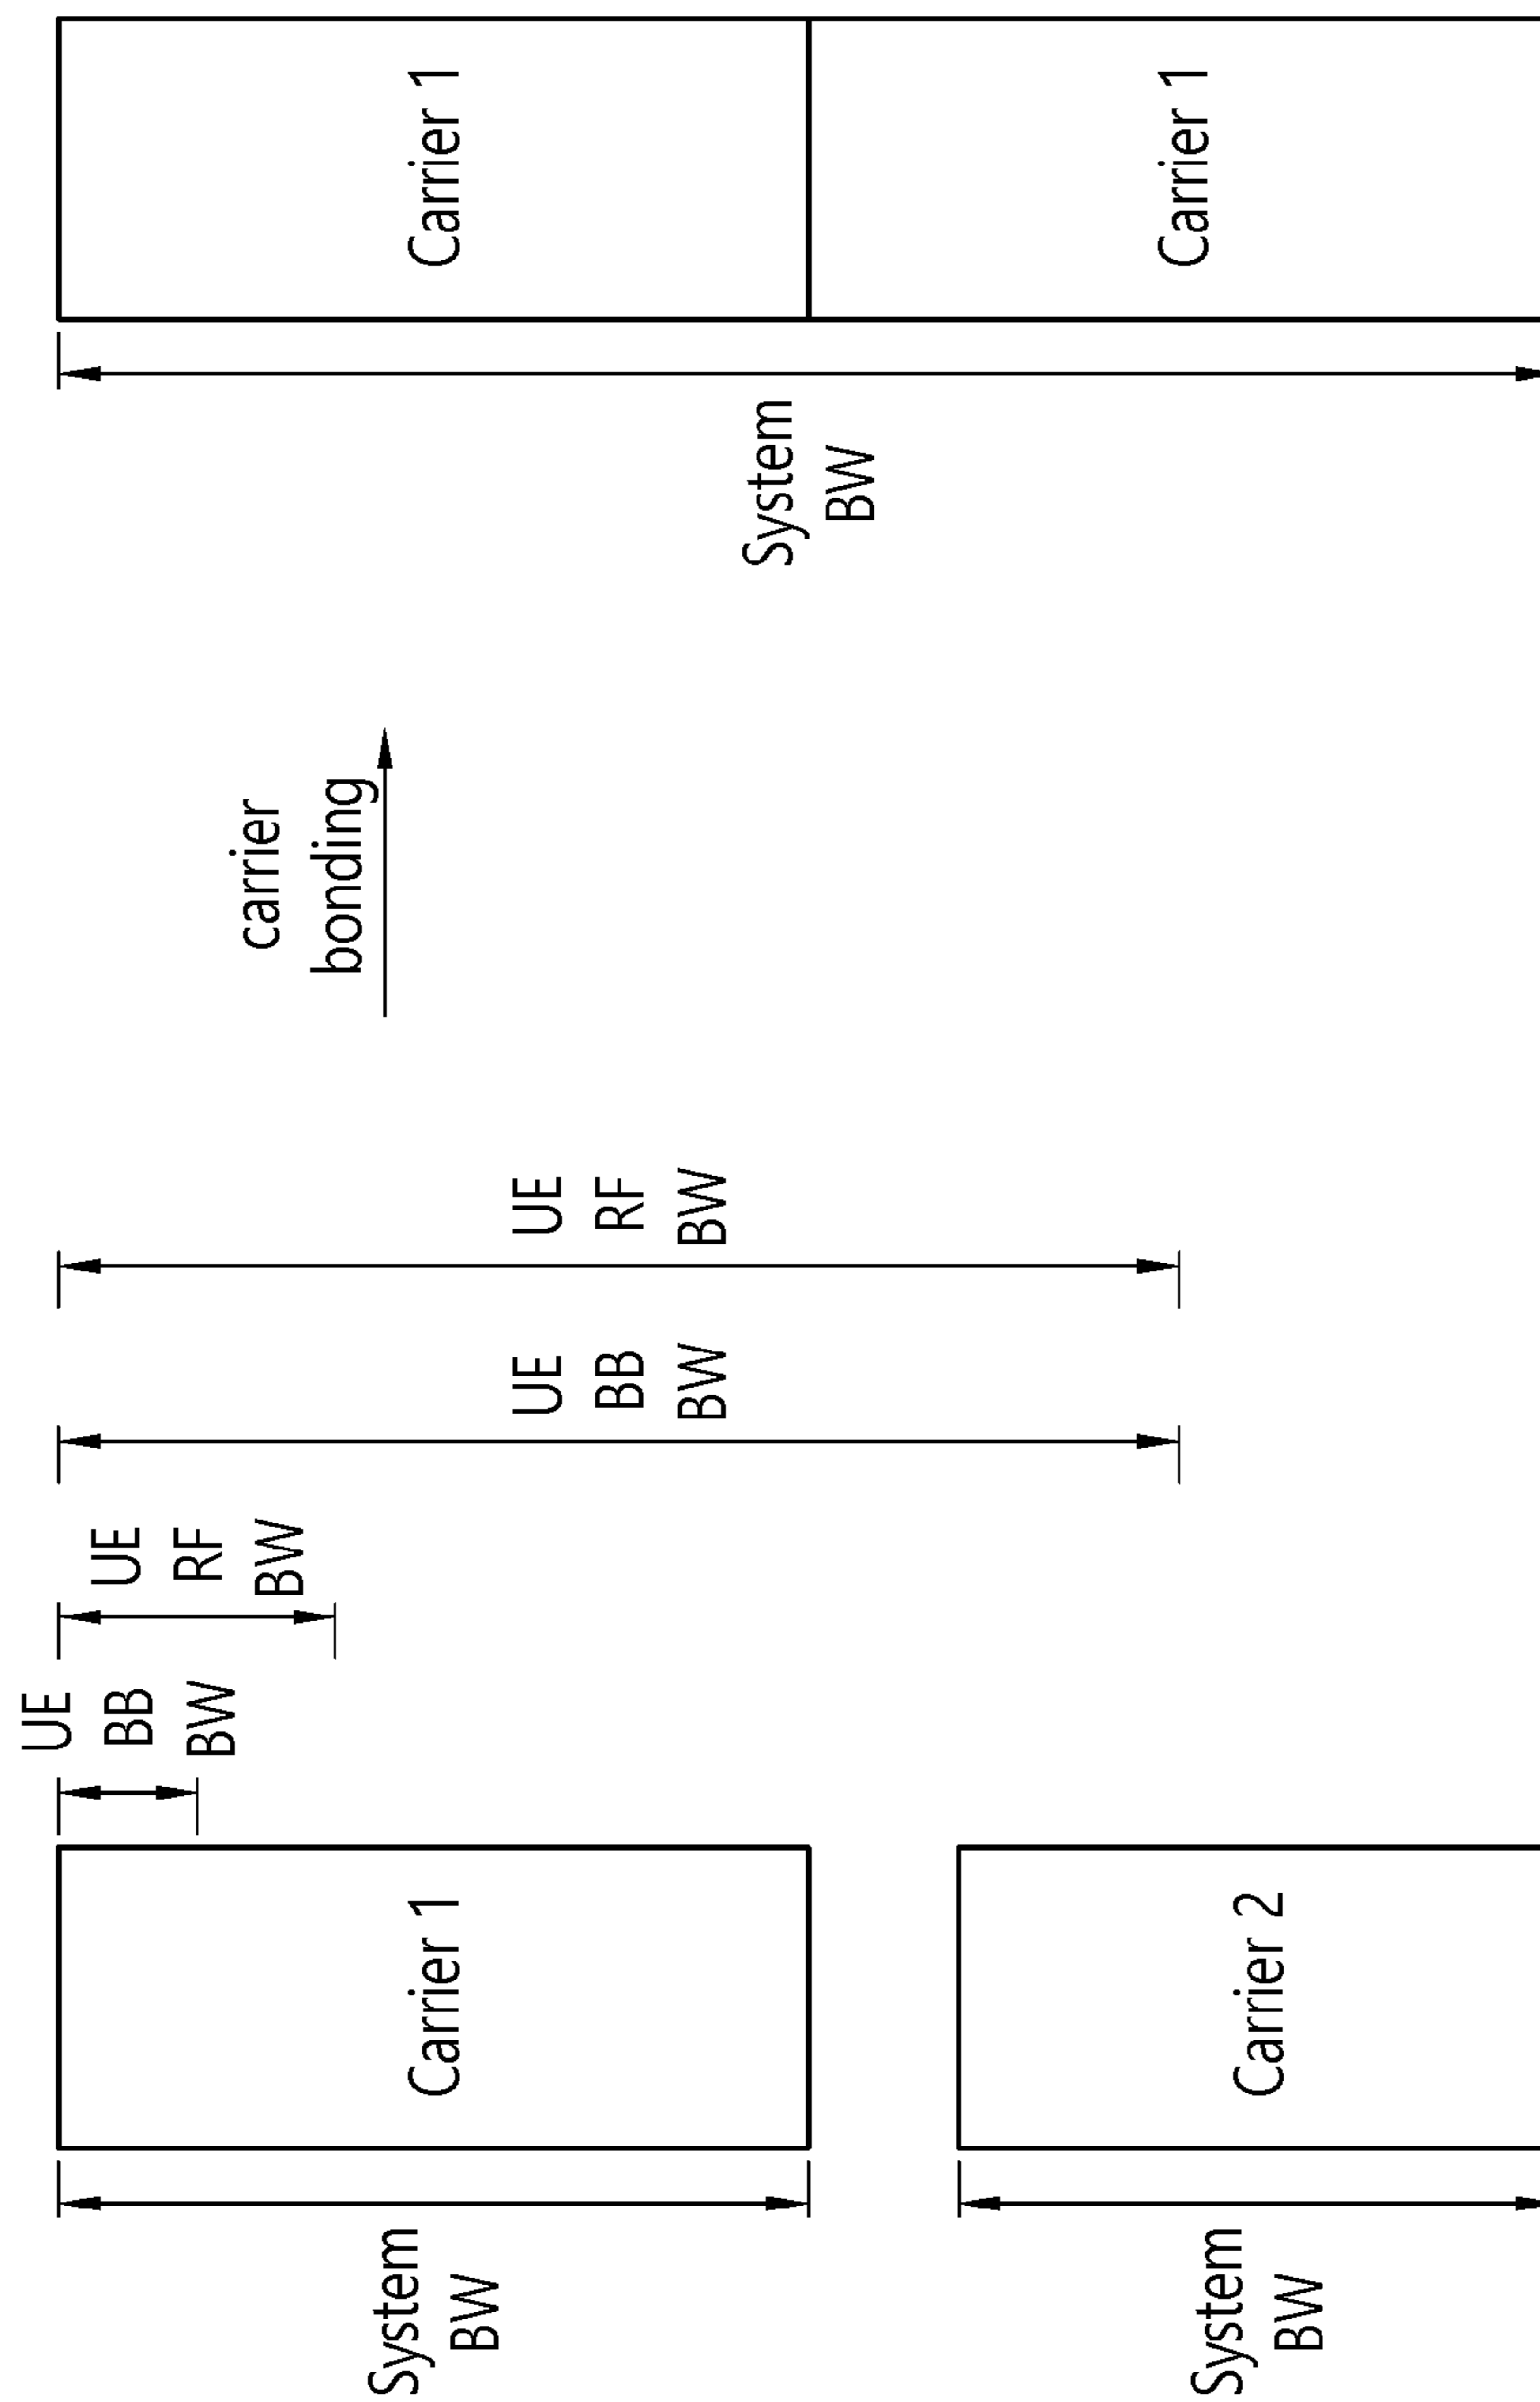 System
BW
Carrier 1
UE
BB
BW
UE
RF
BW
UE
BB
BW
UE
RF
BW
carrier
bonding
System
BW
Carrier 1
System
BW
Carrier 2
Carrier 1